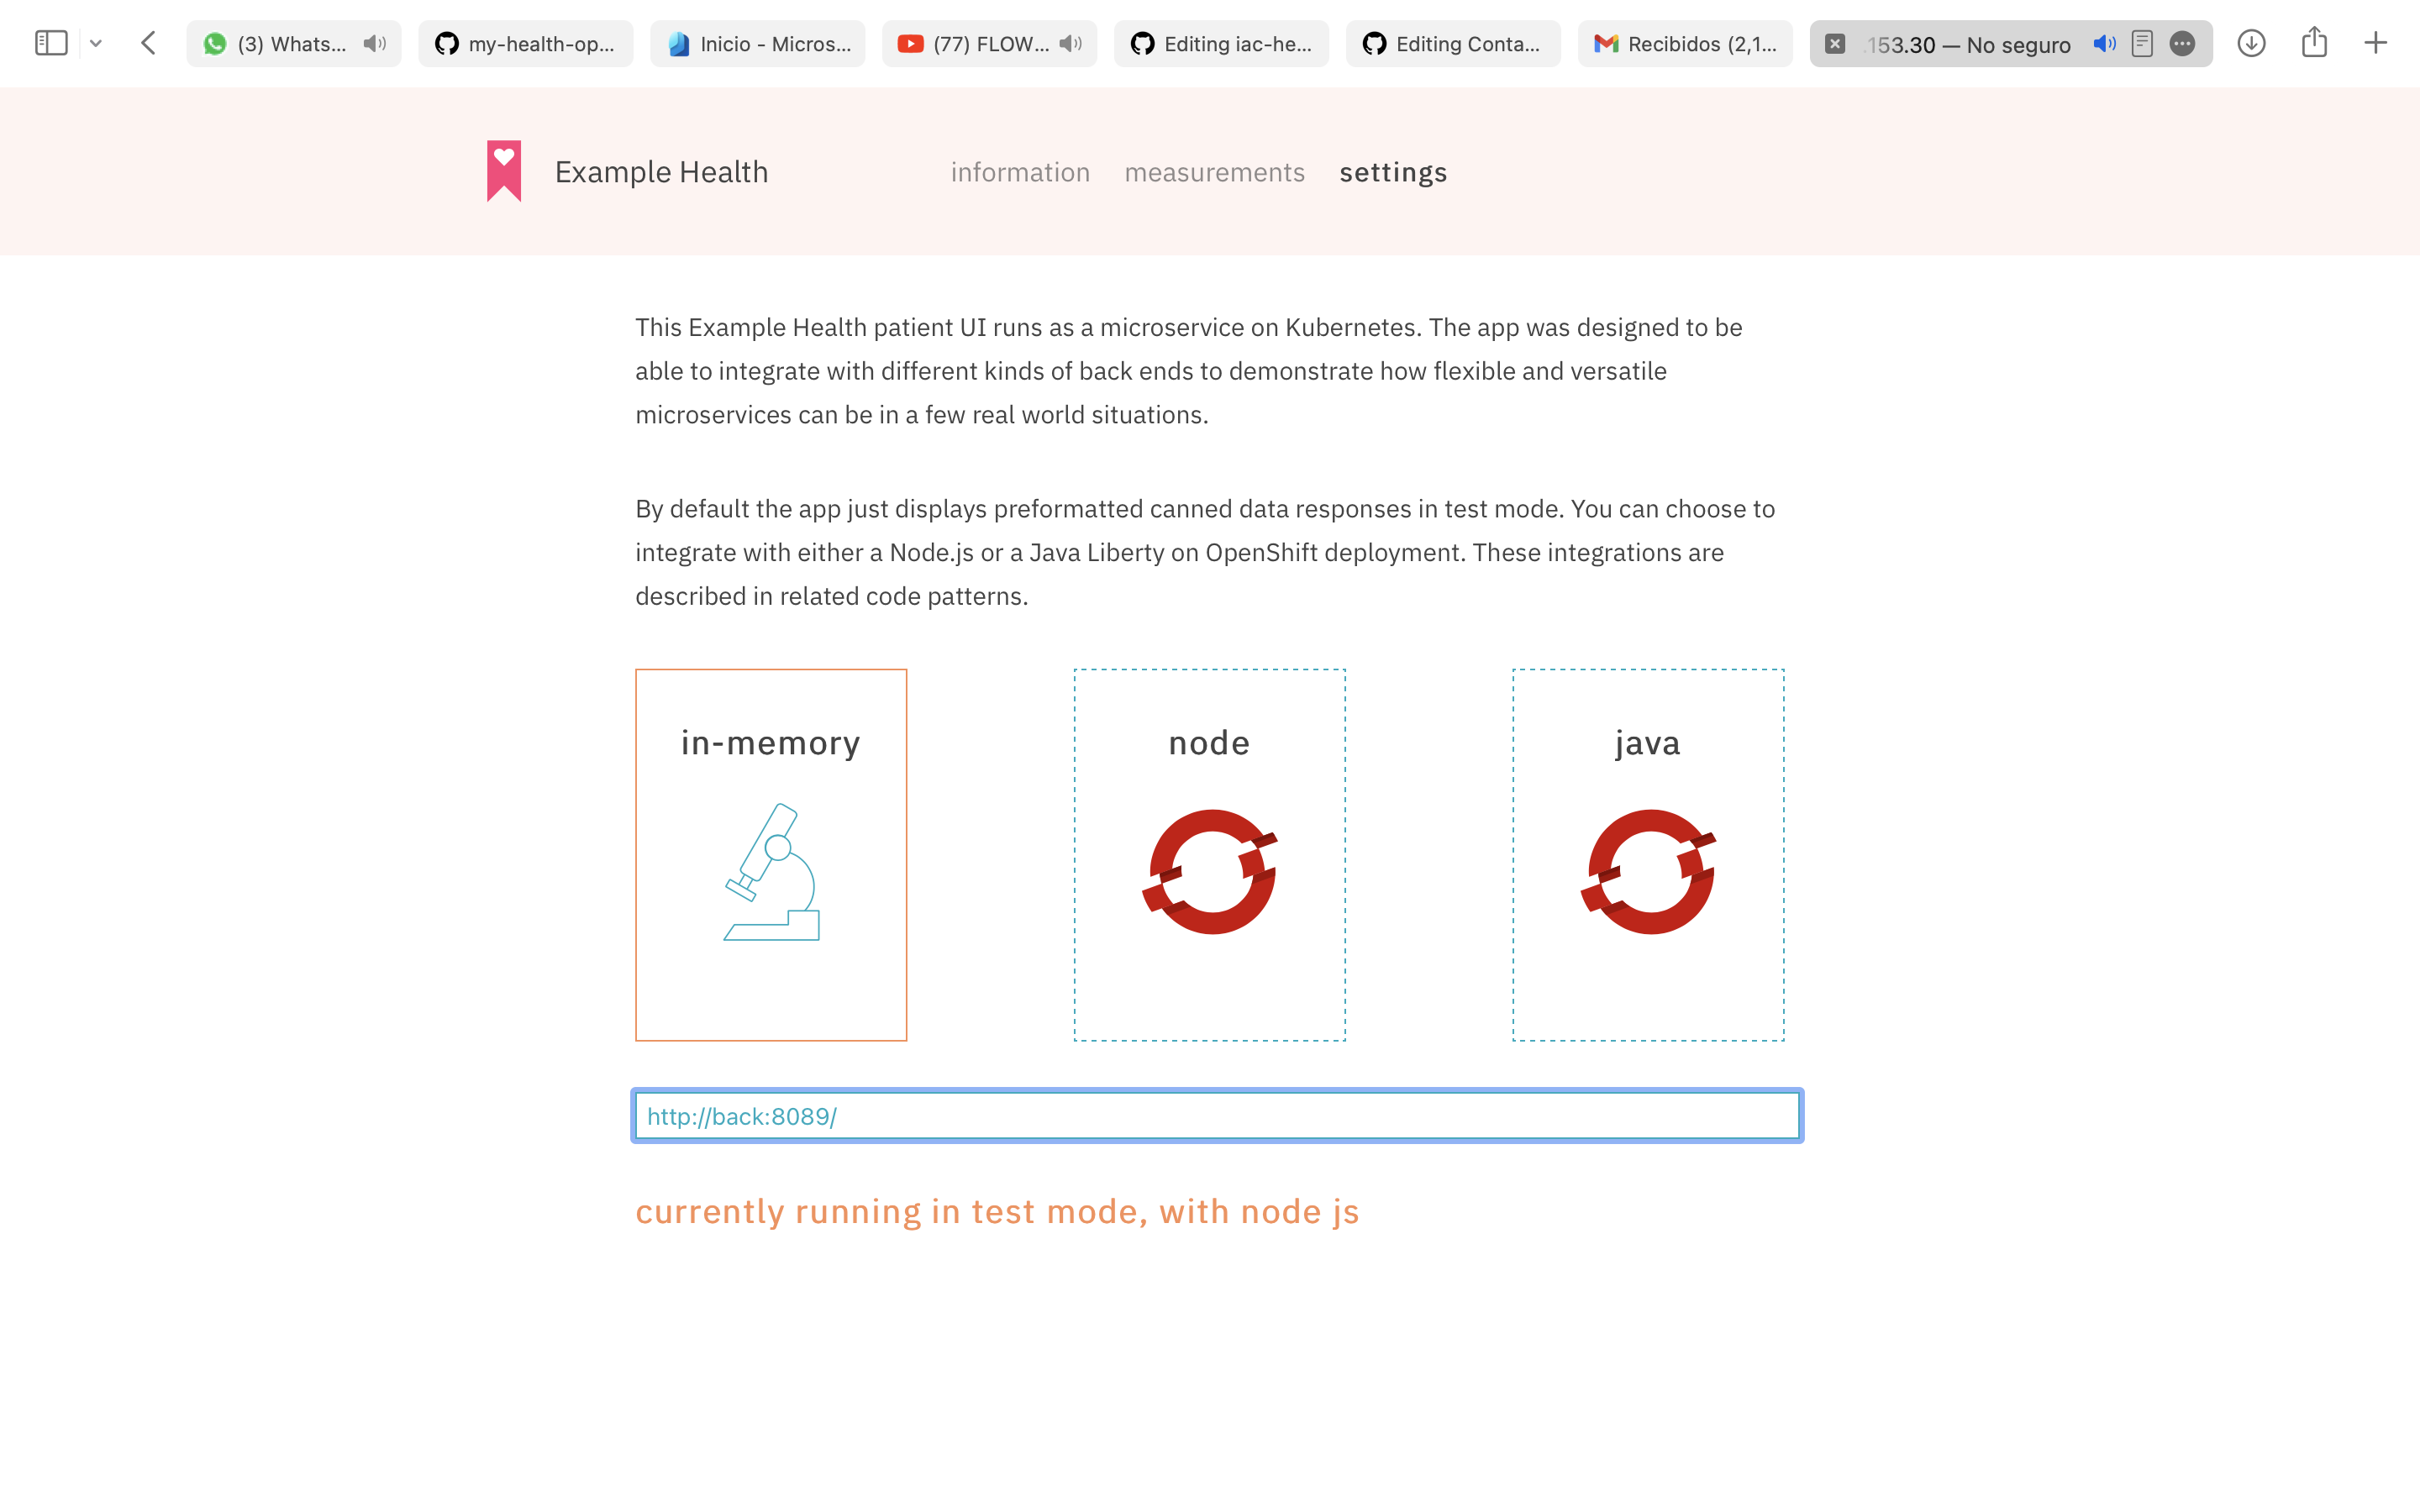 (3) Whats...
my-health-op...
Inicio - Micros...
(77) FLOW...
Editing iac-he...
Editing Conta...
Recibidos (2,1...
.153.30 — No seguro
Example Health
information
measurements
settings
This Example Health patient UI runs as a microservice on Kubernetes. The app was designed to be
able to integrate with different kinds of back ends to demonstrate how flexible and versatile
microservices can be in a few real world situations.
By default the app just displays preformatted canned data responses in test mode. You can choose to
integrate with either a Node.js or a Java Liberty on OpenShift deployment. These integrations are
described in related code patterns.
in-memory
node
java
http://back:8089/
currently running in test mode, with node js